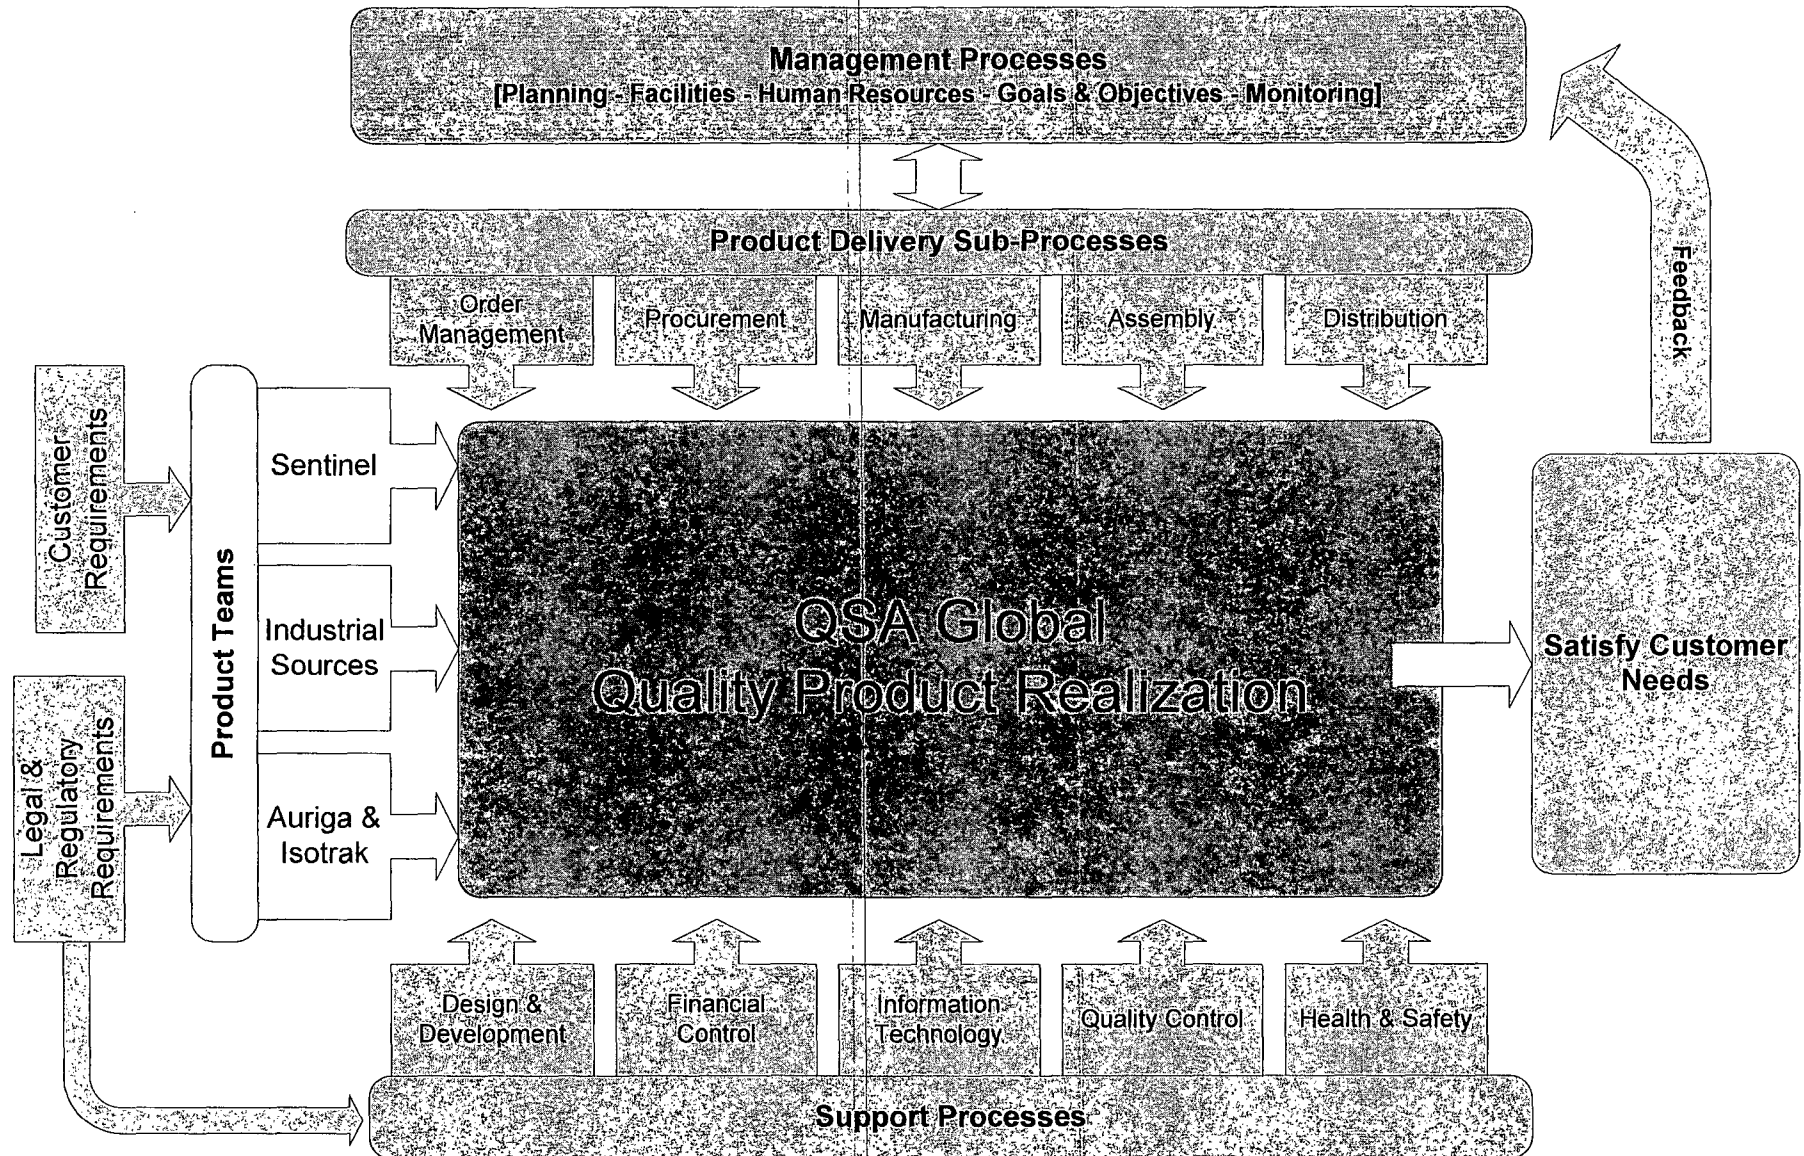 Management Processes
[Planning - Facilities - Human Resources - Goals & Objectives - Monitoring]
Product Delivery Sub-Processes
Order
Management
Procurement
Manufacturing
Assembly
Distribution
Feedback
Customer
Requirements
Legal &
Regulatory
Requirements
Product Teams
Sentinel
Industrial
Sources
Auriga &
Isotrak
QSA Global
Quality Product Realization
Satisfy Customer
Needs
Design &
Development
Financial
Control
Information
Technology
Quality Control
Health & Safety
Support Processes